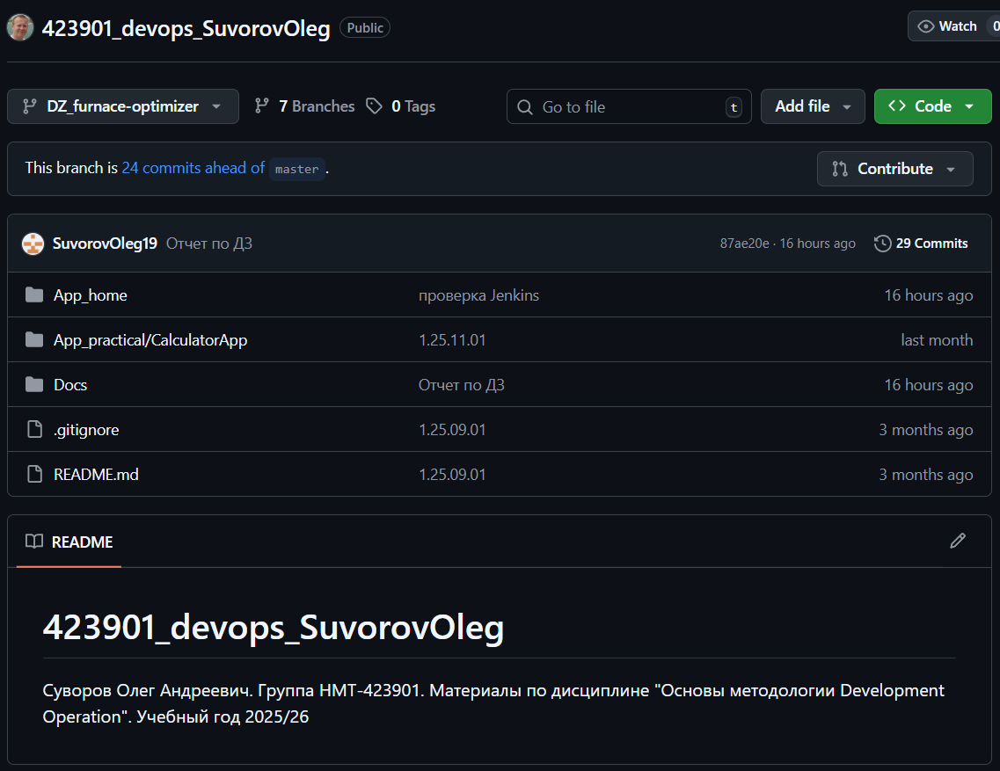 423901_devops_SuvorovOleg Public Watch 0
DZ_furnace-optimizer 7 Branches 0 Tags Go to file t Add file Code
This branch is 24 commits ahead of master . Contribute
SuvorovOleg19 Отчет по ДЗ 87ae20e · 16 hours ago 29 Commits
App_home проверка Jenkins 16 hours ago
App_practical/CalculatorApp 1.25.11.01 last month
Docs Отчет по ДЗ 16 hours ago
.gitignore 1.25.09.01 3 months ago
README.md 1.25.09.01 3 months ago
README
423901_devops_SuvorovOleg
Суворов Олег Андреевич. Группа НМТ-423901. Материалы по дисциплине "Основы методологии Development
Operation". Учебный год 2025/26